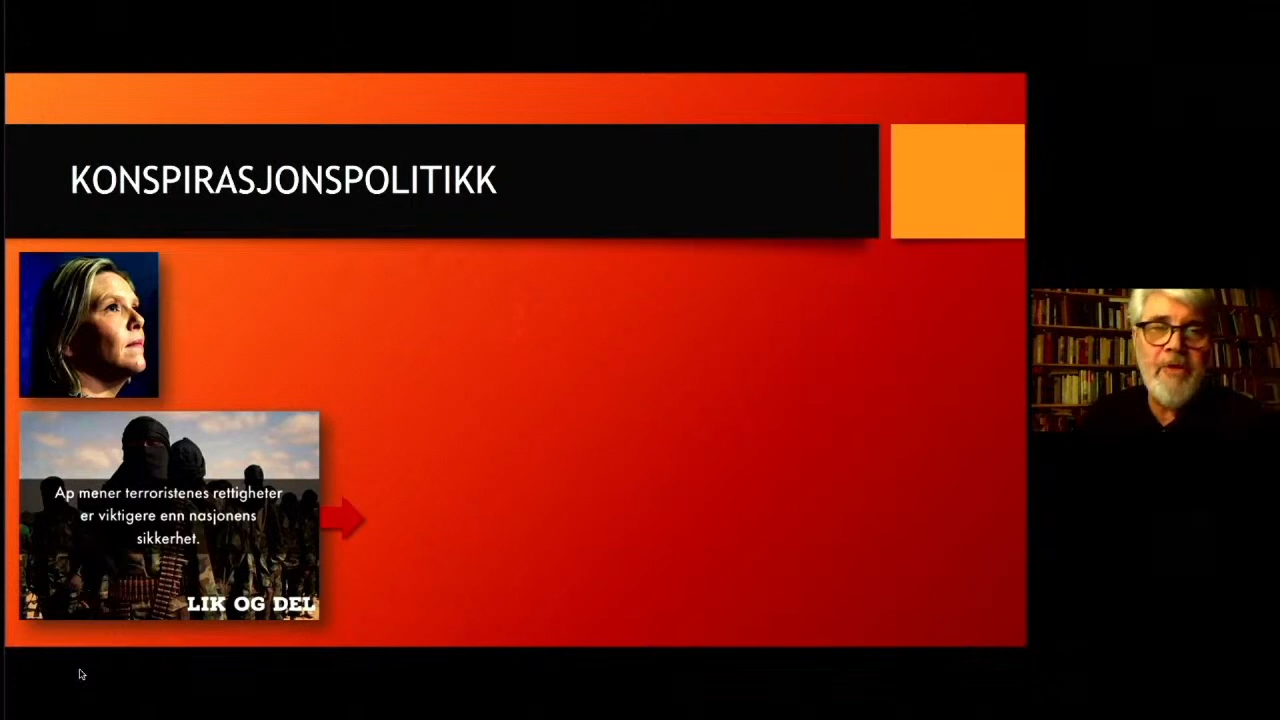 KONSPIRASJONSPOLITIKK
Ap mener terroristenes rettigheter
er viktigere enn nasjonens
sikkerhet.
LIK OG DEL